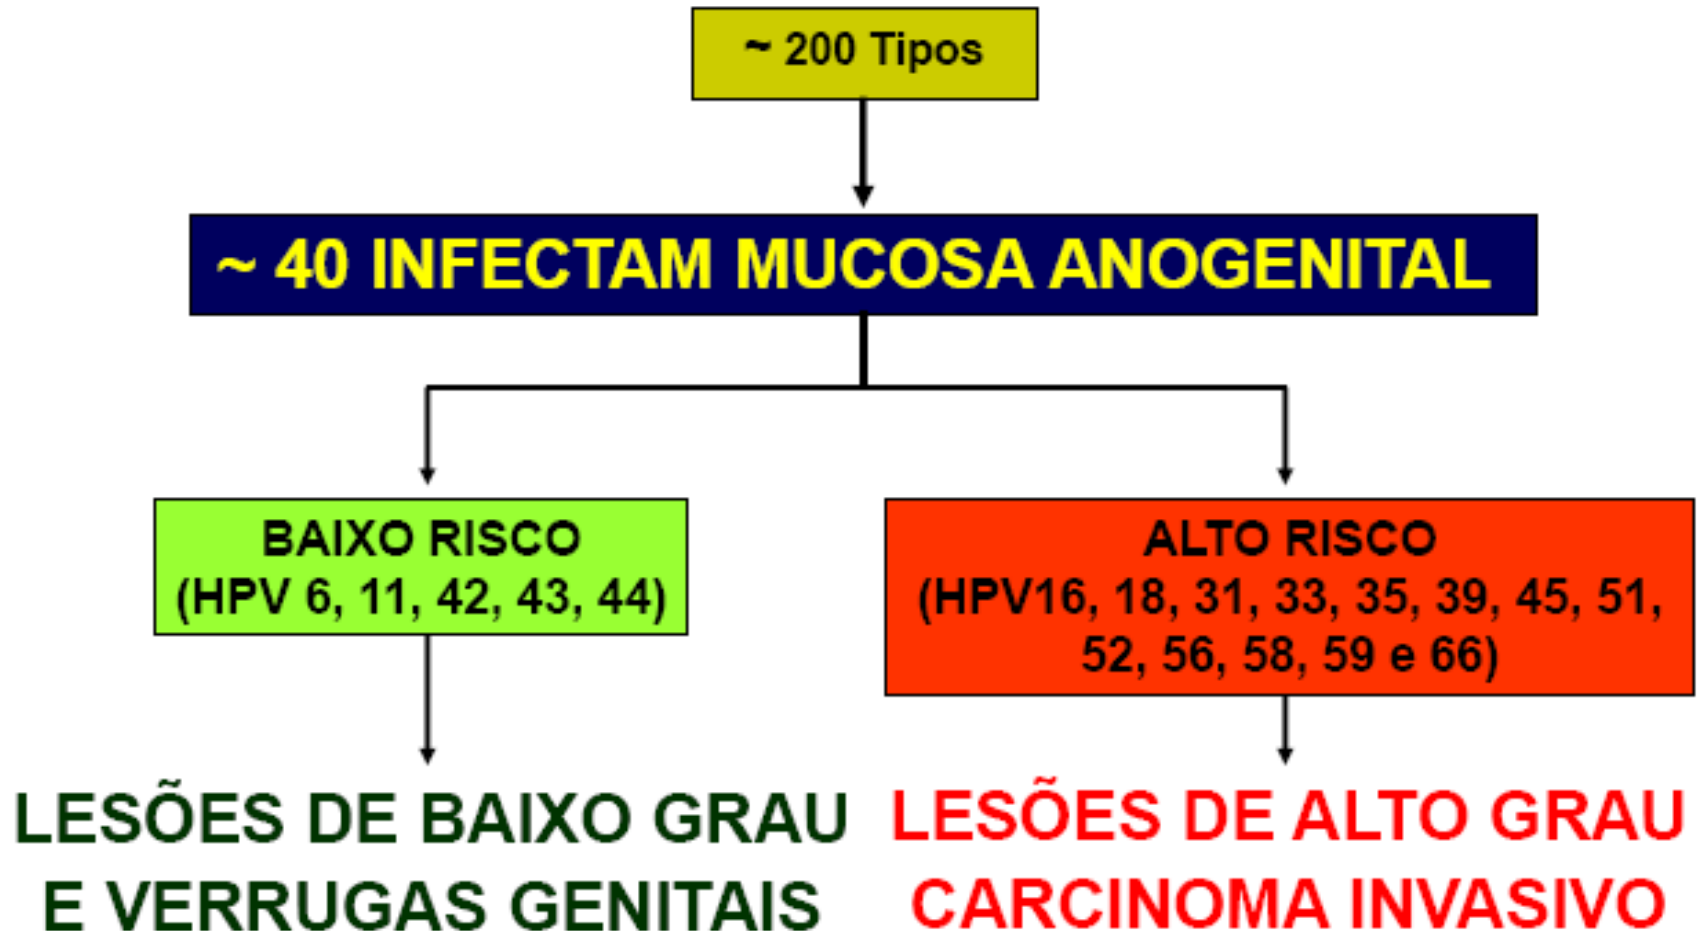 ~ 200 Tipos
~ 40 INFECTAM MUCOSA ANOGENITAL
BAIXO RISCO
(HPV 6, 11, 42, 43, 44)
ALTO RISCO
(HPV16, 18, 31, 33, 35, 39, 45, 51,
52, 56, 58, 59 e 66)
LESÕES DE BAIXO GRAU
E VERRUGAS GENITAIS
LESÕES DE ALTO GRAU
CARCINOMA INVASIVO